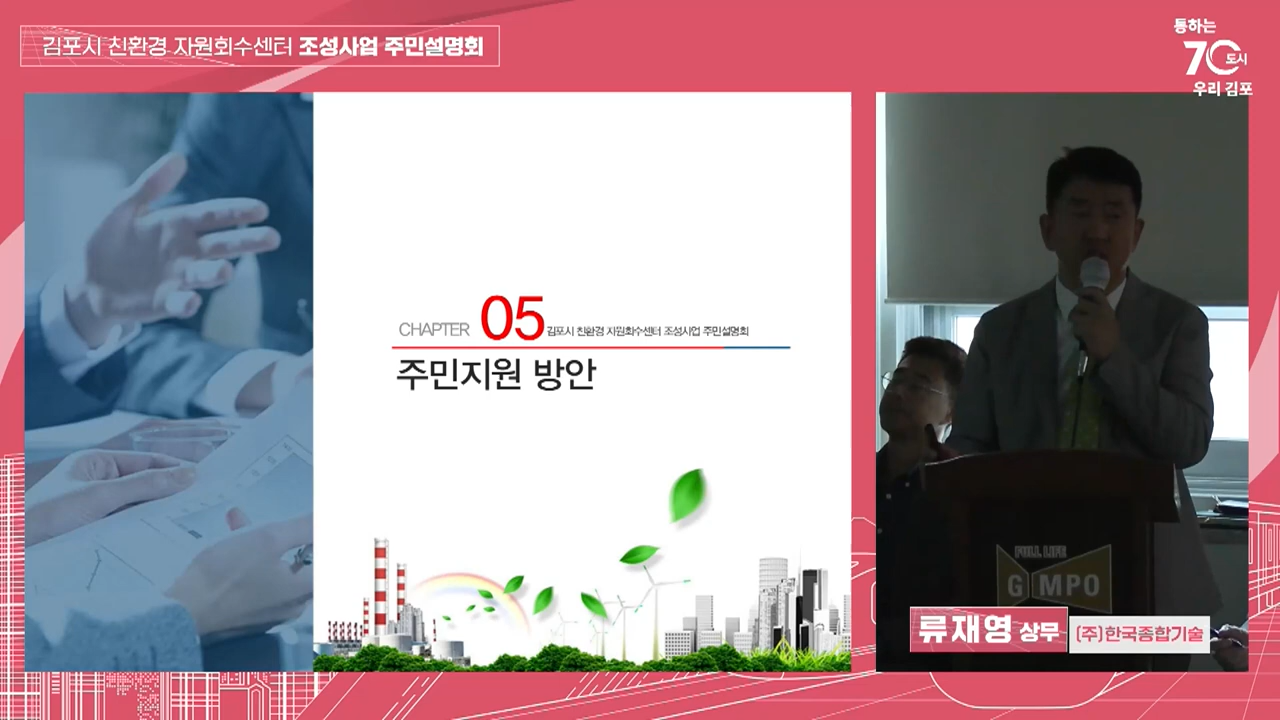 김포시 친환경 자원회수센터 조성사업 주민설명회
통하는
70도시
우리 김포
CHAPTER 05 김포시 친환경 자원회수센터 조성사업 주민설명회
주민지원 방안
FULL LIFE
GIMPO
류재영 상무 (주)한국종합기술